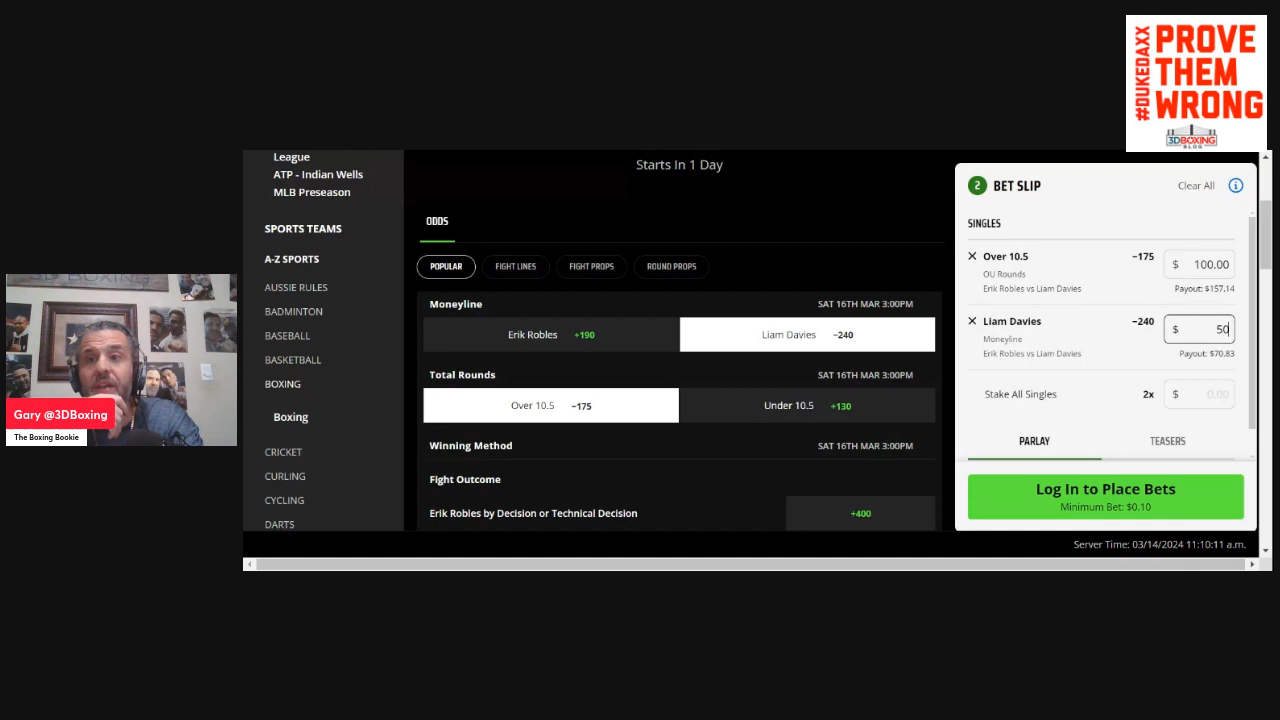 #DUKEDAXX
PROVE
THEM
WRONG
3DBOXING
BLOG
League
ATP - Indian Wells
MLB Preseason
SPORTS TEAMS
A-Z SPORTS
AUSSIE RULES
BADMINTON
BASEBALL
BASKETBALL
BOXING
Boxing
CRICKET
CURLING
CYCLING
DARTS
Starts In 1 Day
ODDS
POPULAR FIGHT LINES FIGHT PROPS ROUND PROPS
Moneyline SAT 16TH MAR 3:00PM
Erik Robles +190 Liam Davies −240
Total Rounds SAT 16TH MAR 3:00PM
Over 10.5 −175 Under 10.5 +130
Winning Method SAT 16TH MAR 3:00PM
Fight Outcome
Erik Robles by Decision or Technical Decision +400
2 BET SLIP Clear All
SINGLES
Over 10.5 −175 $ 100.00
OU Rounds
Erik Robles vs Liam Davies Payout: $157.14
Liam Davies −240 $ 50
Moneyline
Erik Robles vs Liam Davies Payout: $70.83
Stake All Singles 2x $ 0.00
PARLAY TEASERS
Log In to Place Bets
Minimum Bet: $0.10
Server Time: 03/14/2024 11:10:11 a.m.
3D BOXING
Gary @3DBoxing
The Boxing Bookie